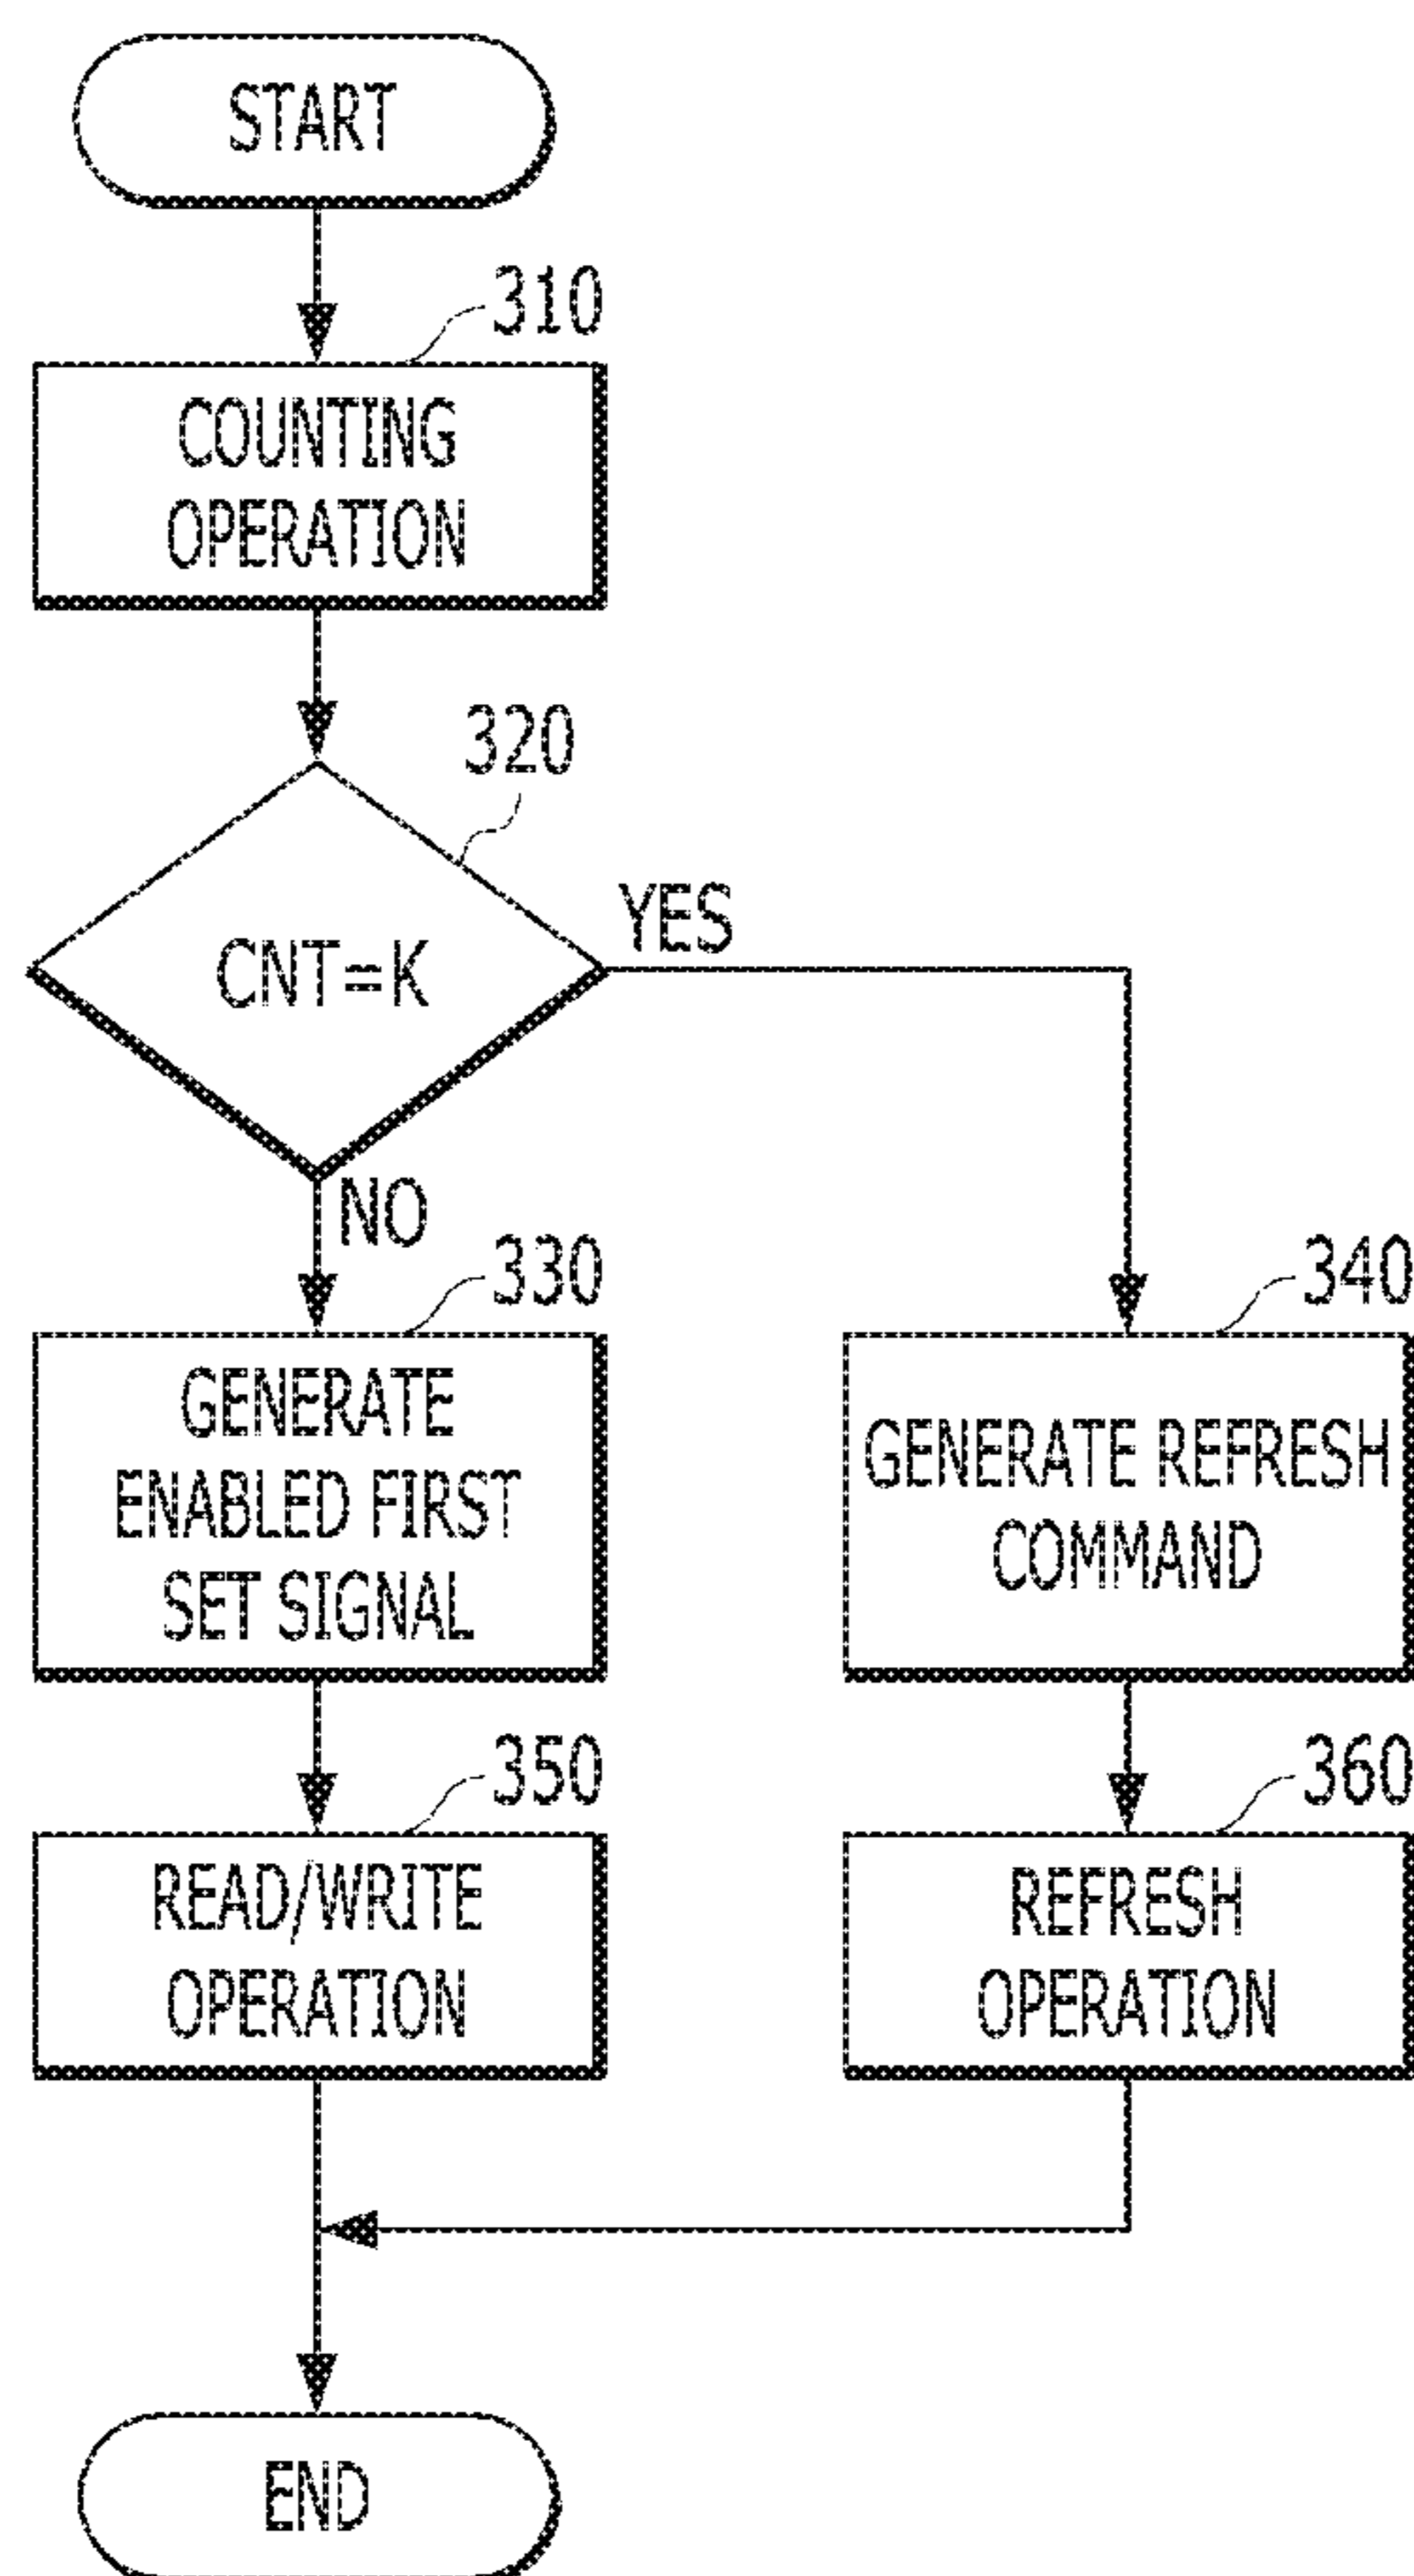 START
310
COUNTING
OPERATION
320
CNT=K
YES
NO
330
GENERATE
ENABLED FIRST
SET SIGNAL
340
GENERATE REFRESH
COMMAND
350
READ/WRITE
OPERATION
360
REFRESH
OPERATION
END